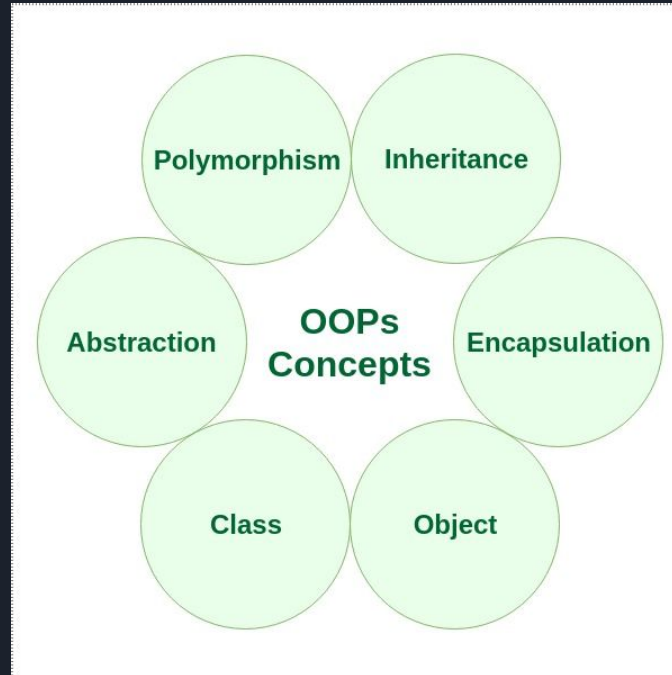 Polymorphism
Inheritance
Abstraction
OOPs
Concepts
Encapsulation
Class
Object